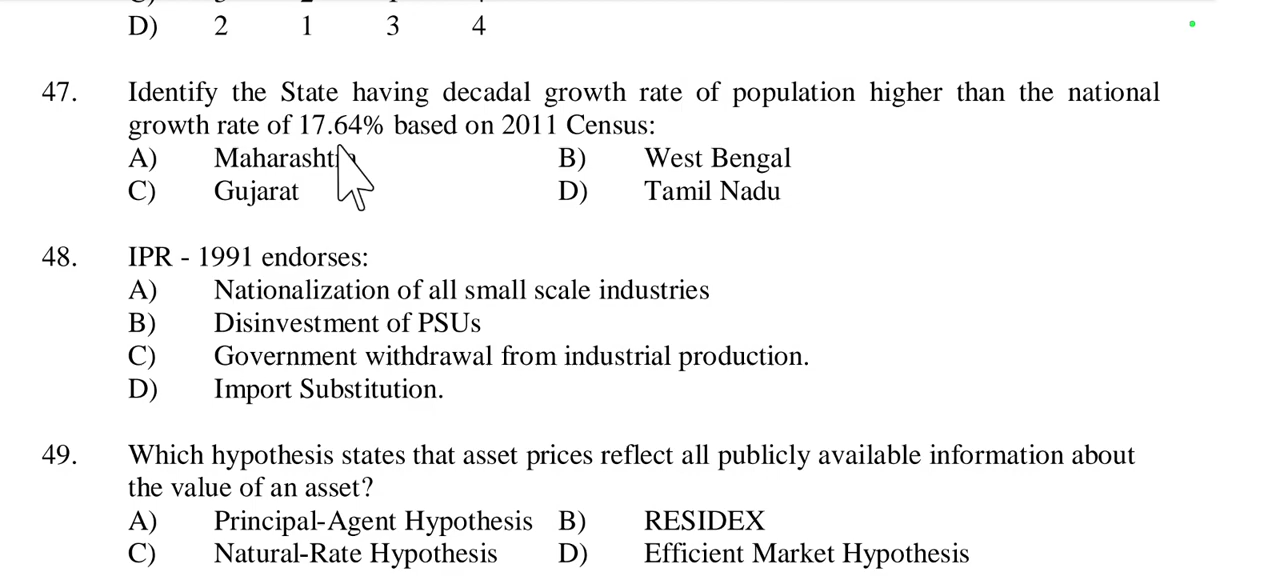 D) 2 1 3 4
47. Identify the State having decadal growth rate of population higher than the national
growth rate of 17.64% based on 2011 Census:
A) B) West Bengal
C) Gujarat D) Tamil Nadu
48. IPR - 1991 endorses:
A) Nationalization of all small scale industries
B) Disinvestment of PSUs
C) Government withdrawal from industrial production.
D) Import Substitution.
49. Which hypothesis states that asset prices reflect all publicly available information about
the value of an asset?
A) Principal-Agent Hypothesis B) RESIDEX
C) Natural-Rate Hypothesis D) Efficient Market Hypothesis